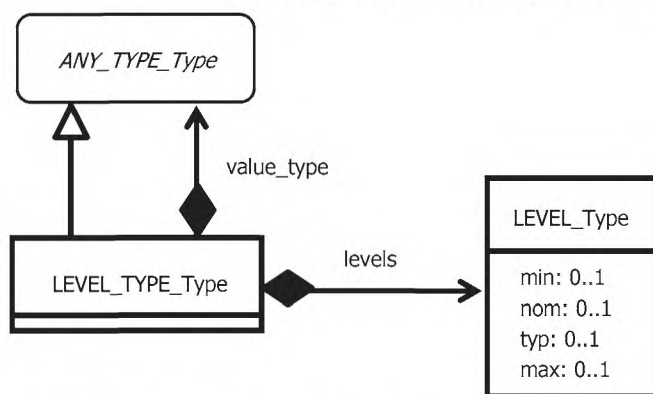 ANY_TYPE_Type
value_type
LEVEL_Type
LEVEL_TYPE_Type
levels
min: 0..1
nom: 0..1
typ: 0..1
max: 0..1